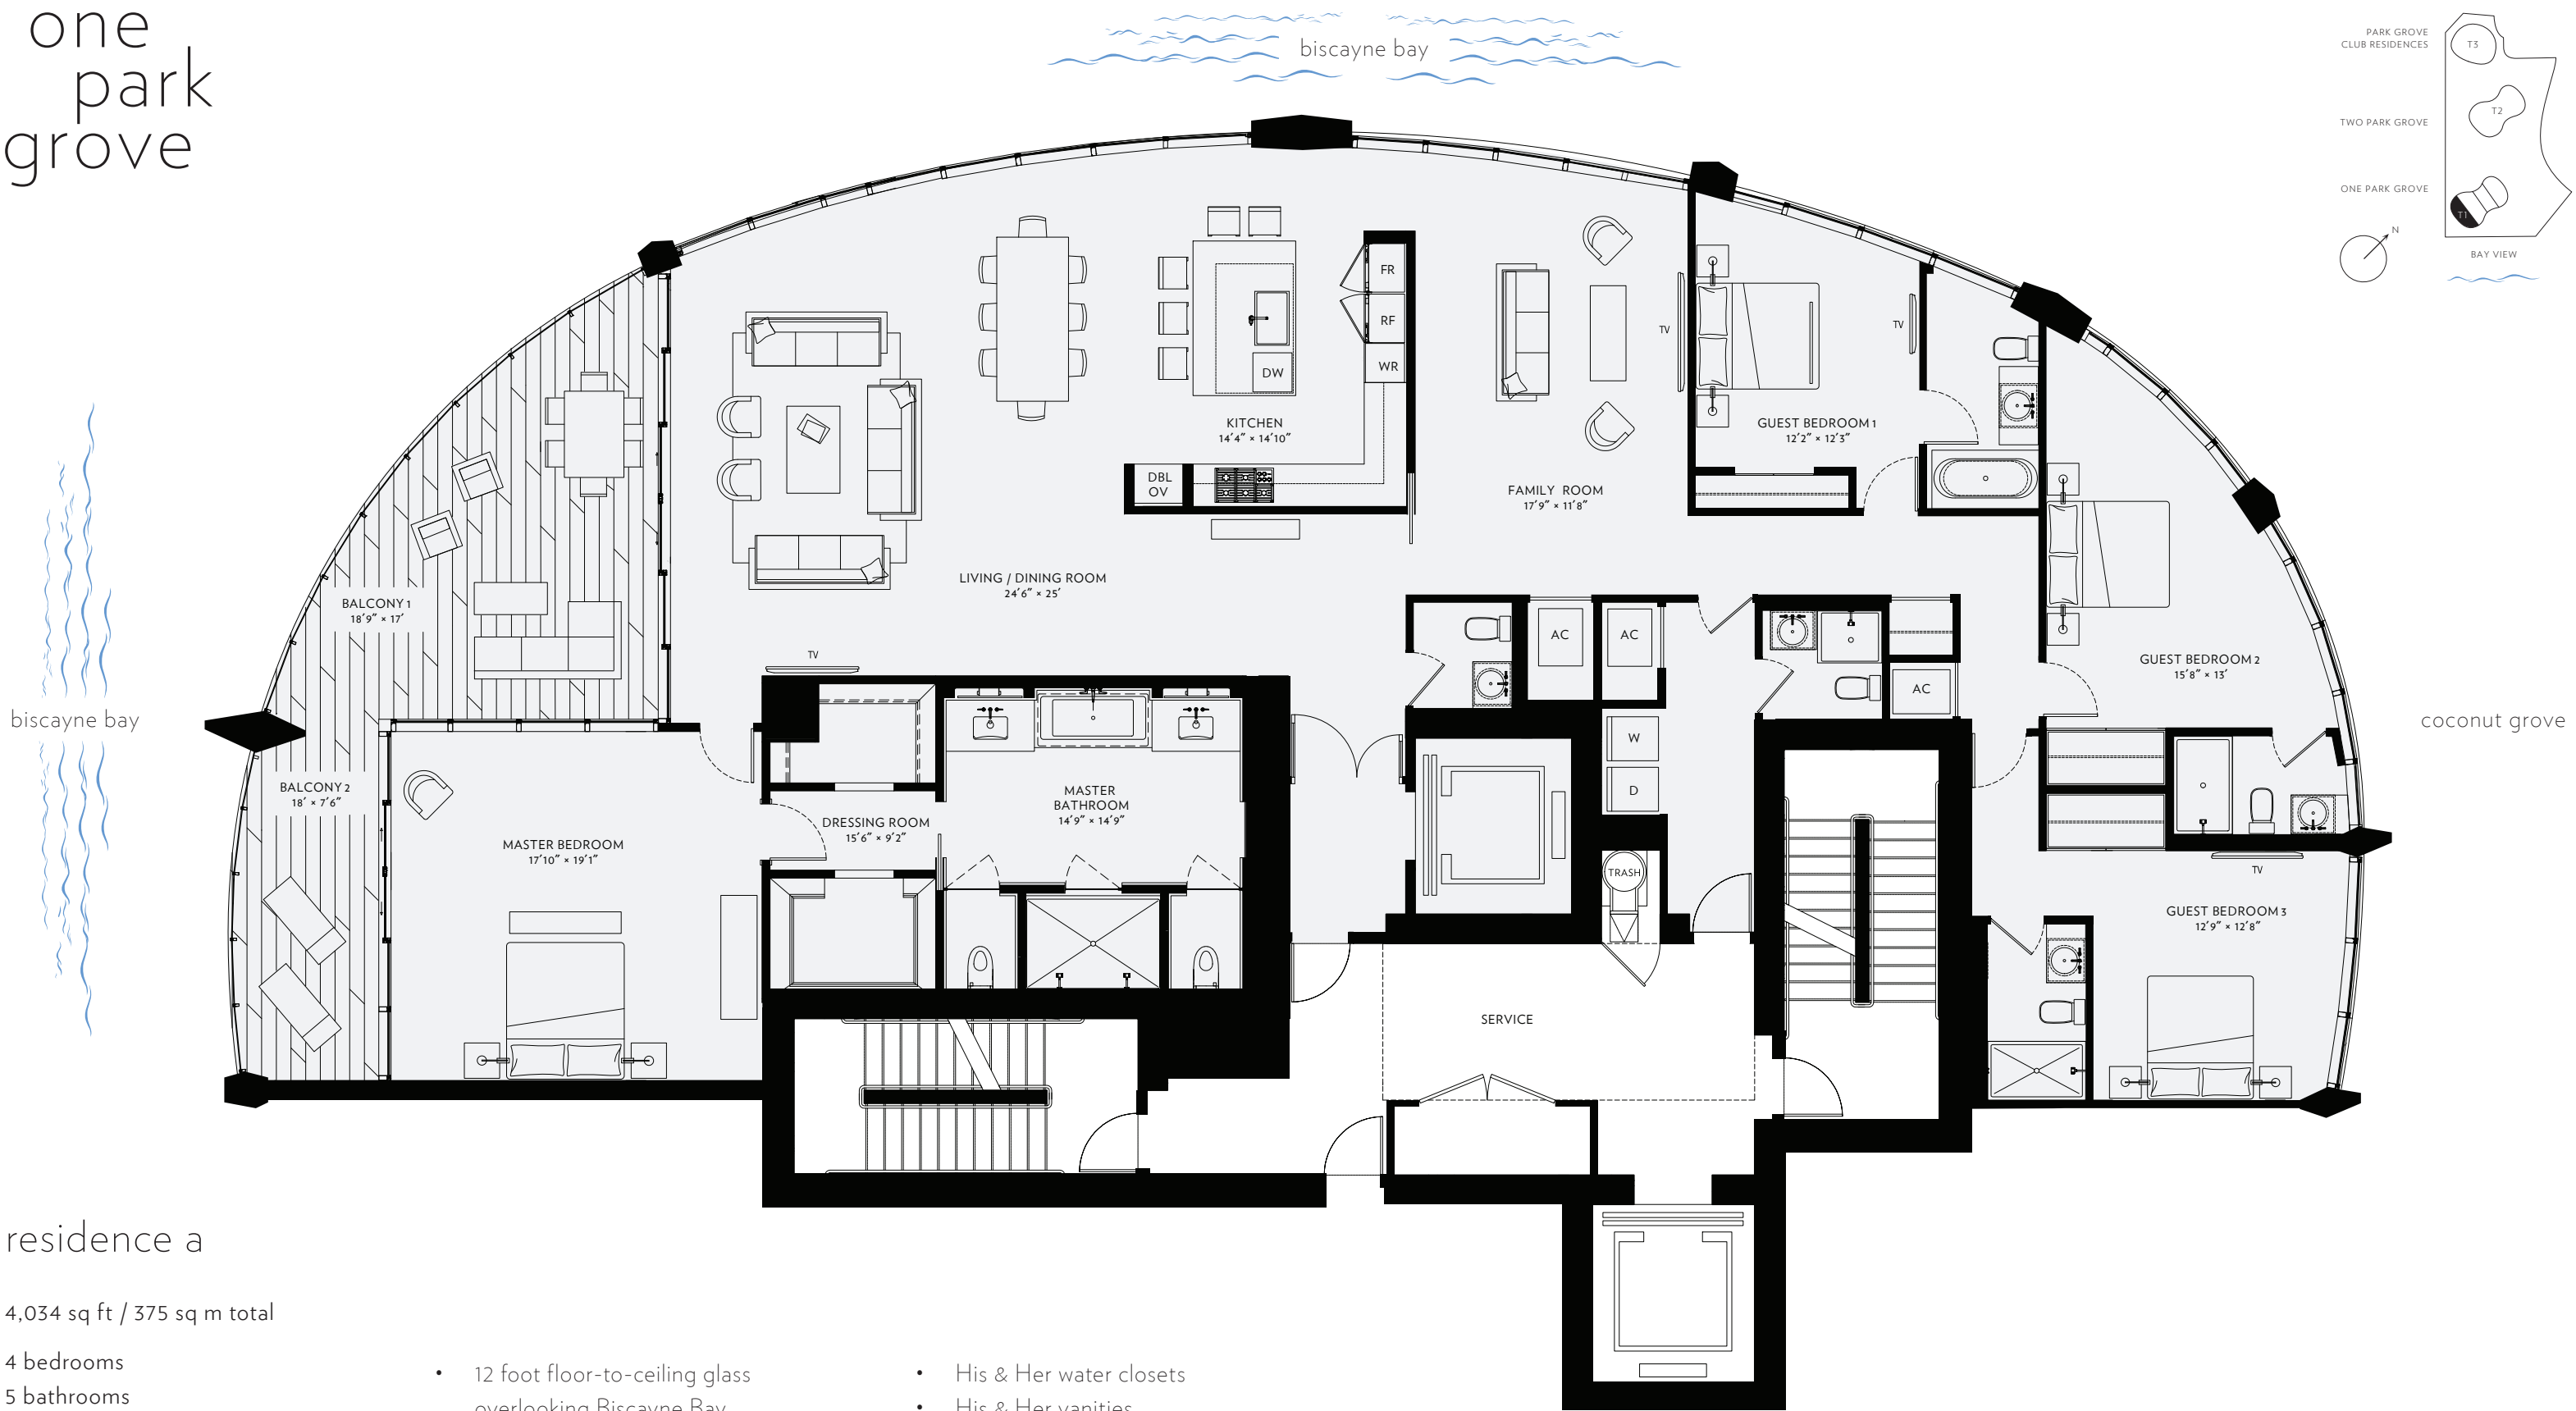 one
park
grove
biscayne bay
PARK GROVE
CLUB RESIDENCES
T3
TWO PARK GROVE
T2
ONE PARK GROVE
T1
N
BAY VIEW
FR
RF
WR
DW
KITCHEN
14'4" × 14'10"
DBL
OV
TV
TV
GUEST BEDROOM 1
12'2" × 12'3"
FAMILY ROOM
17'9" × 11'8"
LIVING / DINING ROOM
24'6" × 25'
BALCONY 1
18'9" × 17'
TV
AC
AC
AC
GUEST BEDROOM 2
15'8" × 13'
biscayne bay
coconut grove
W
D
BALCONY 2
18' × 7'6"
MASTER BEDROOM
17'10" × 19'1"
DRESSING ROOM
15'6" × 9'2"
MASTER
BATHROOM
14'9" × 14'9"
TRASH
TV
GUEST BEDROOM 3
12'9" × 12'8"
SERVICE
residence a
4,034 sq ft / 375 sq m total
4 bedrooms
5 bathrooms
• 12 foot floor-to-ceiling glass
overlooking Biscayne Bay
• His & Her water closets
• His & Her vanities